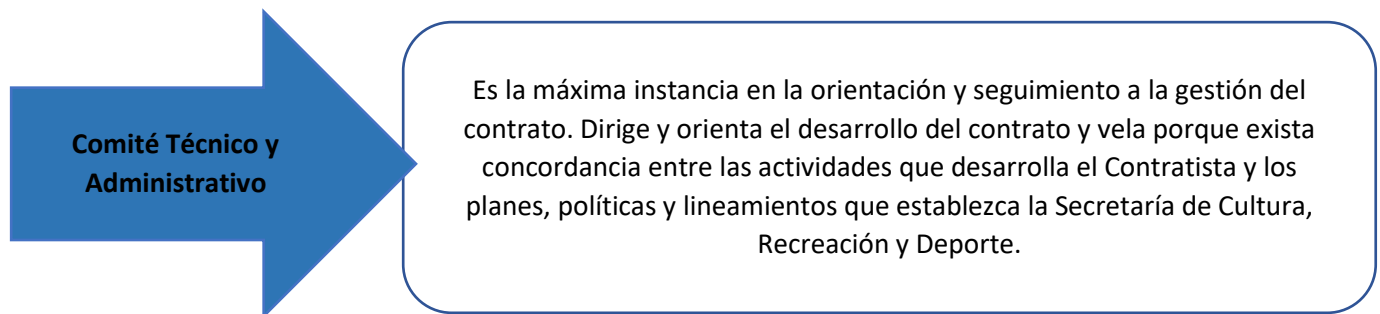 Comité Técnico y
Administrativo
Es la máxima instancia en la orientación y seguimiento a la gestión del
contrato. Dirige y orienta el desarrollo del contrato y vela porque exista
concordancia entre las actividades que desarrolla el Contratista y los
planes, políticas y lineamientos que establezca la Secretaría de Cultura,
Recreación y Deporte.